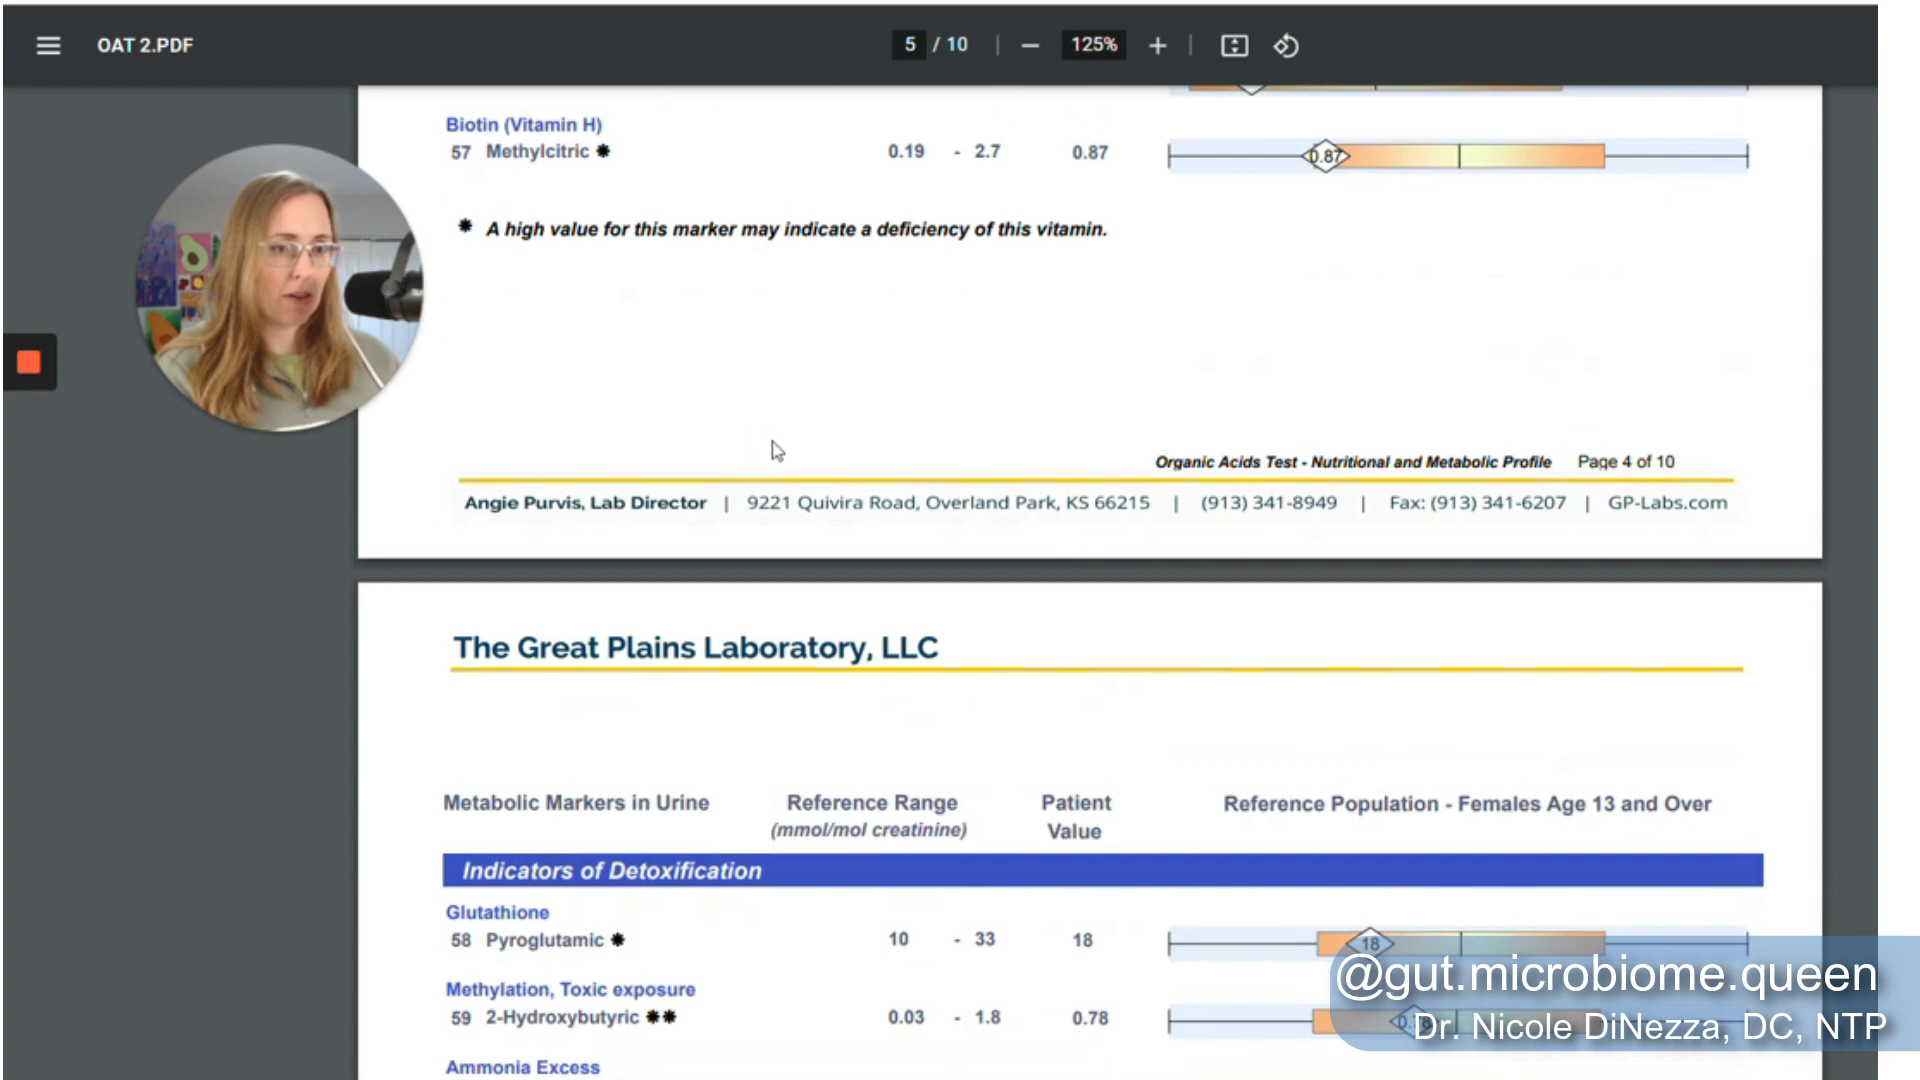 OAT 2.PDF
5 / 10
125%
Biotin (Vitamin H)
57 Methylcitric ✱ 0.19 - 2.7 0.87 0.87
✱ A high value for this marker may indicate a deficiency of this vitamin.
Organic Acids Test - Nutritional and Metabolic Profile Page 4 of 10
Angie Purvis, Lab Director | 9221 Quivira Road, Overland Park, KS 66215 | (913) 341-8949 | Fax: (913) 341-6207 | GP-Labs.com
The Great Plains Laboratory, LLC
Metabolic Markers in Urine Reference Range Patient Reference Population - Females Age 13 and Over
(mmol/mol creatinine) Value
Indicators of Detoxification
Glutathione
58 Pyroglutamic ✱ 10 - 33 18 18
@gut.microbiome.queen
Methylation, Toxic exposure
59 2-Hydroxybutyric ✱✱ 0.03 - 1.8 0.78
Dr. Nicole DiNezza, DC, NTP
Ammonia Excess